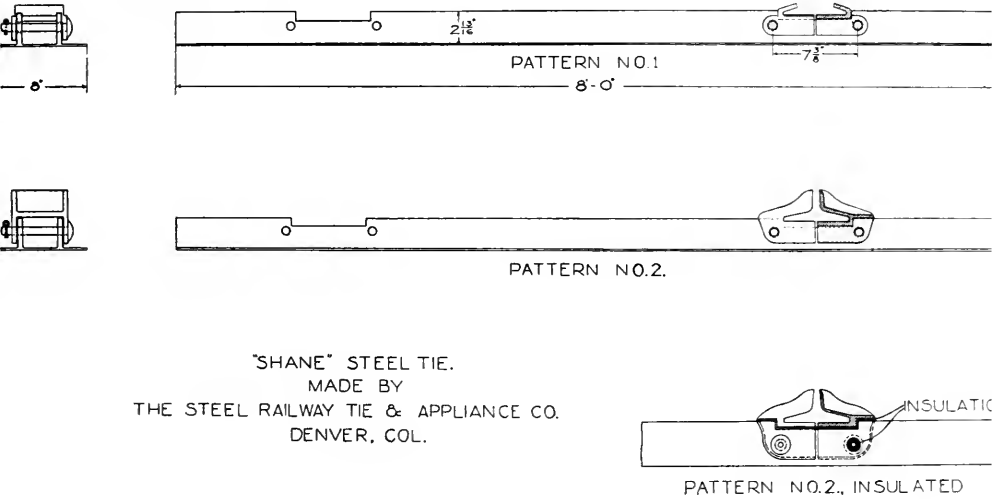 2 13/16"
7 3/8"
PATTERN NO.1
8"
8'-0"
PATTERN NO.2.
"SHANE" STEEL TIE.
MADE BY
THE STEEL RAILWAY TIE & APPLIANCE CO.
DENVER, COL.
INSULATIO
PATTERN NO.2., INSULATED